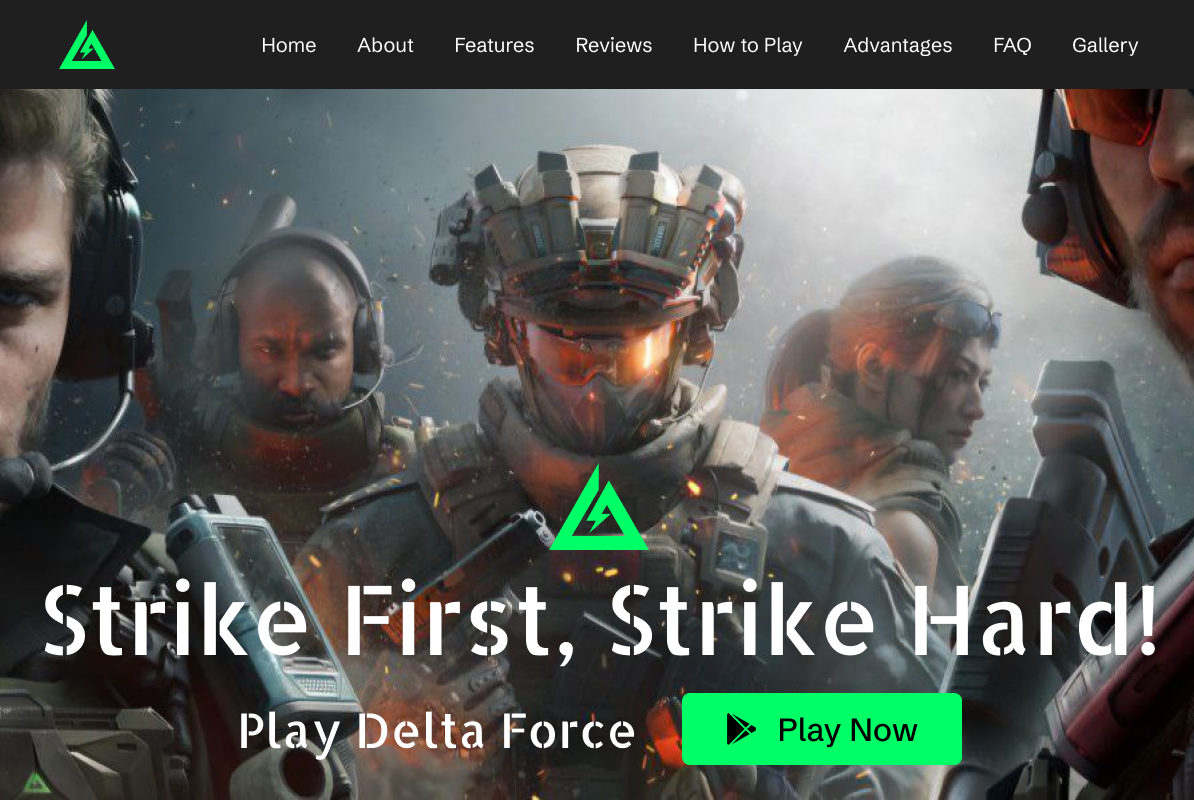 Home About Features Reviews How to Play Advantages FAQ Gallery
Strike First, Strike Hard!
Play Delta Force
Play Now